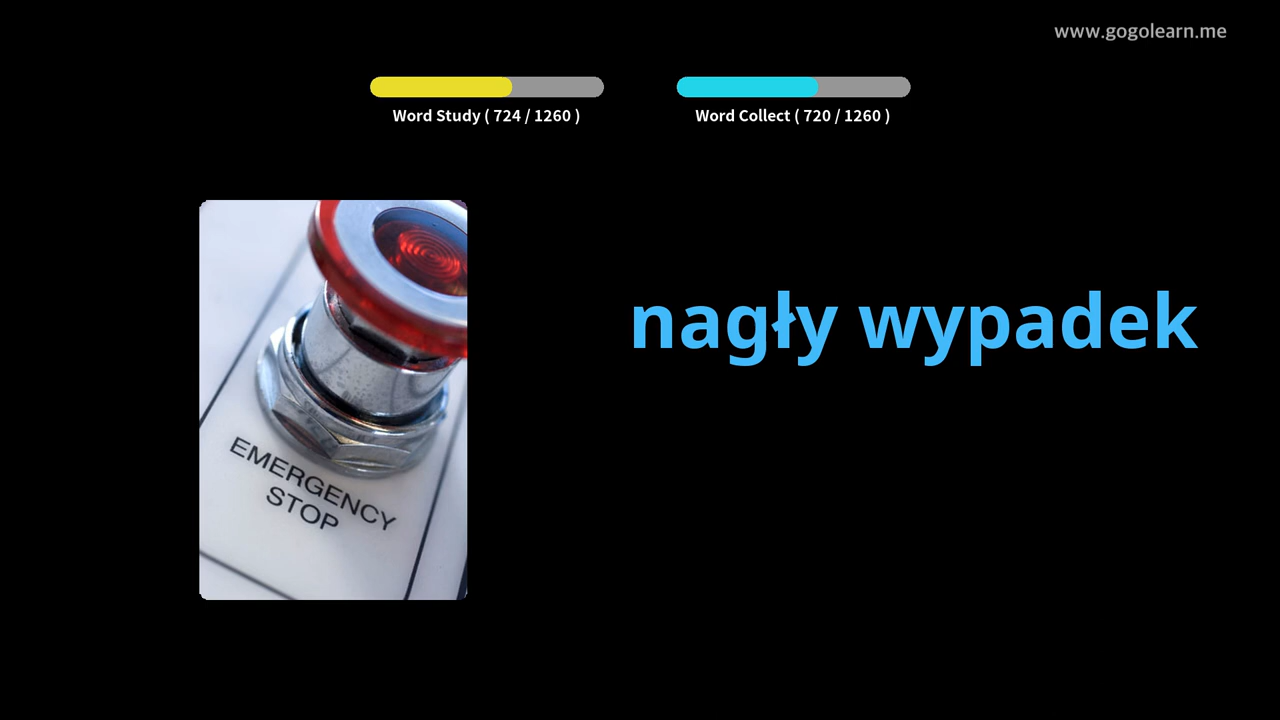 www.gogolearn.me
Word Study ( 724 / 1260 )
Word Collect ( 720 / 1260 )
nagły wypadek
EMERGENCY
STOP